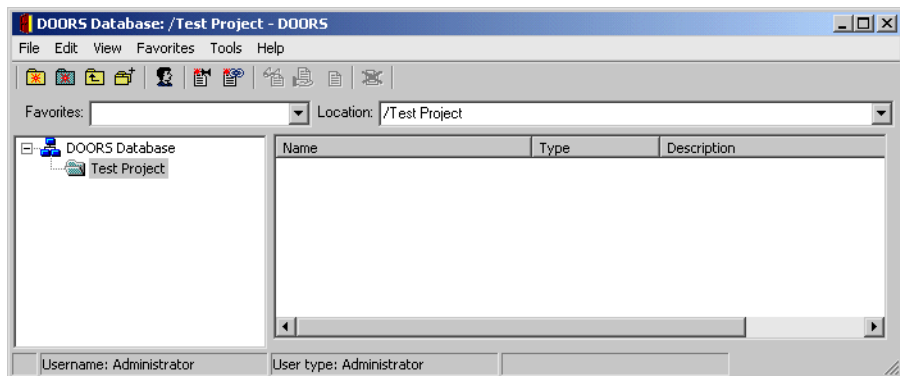 DOORS Database: /Test Project - DOORS
File Edit View Favorites Tools Help
Favorites: Location: /Test Project
DOORS Database
Test Project
Name Type Description
Username: Administrator User type: Administrator